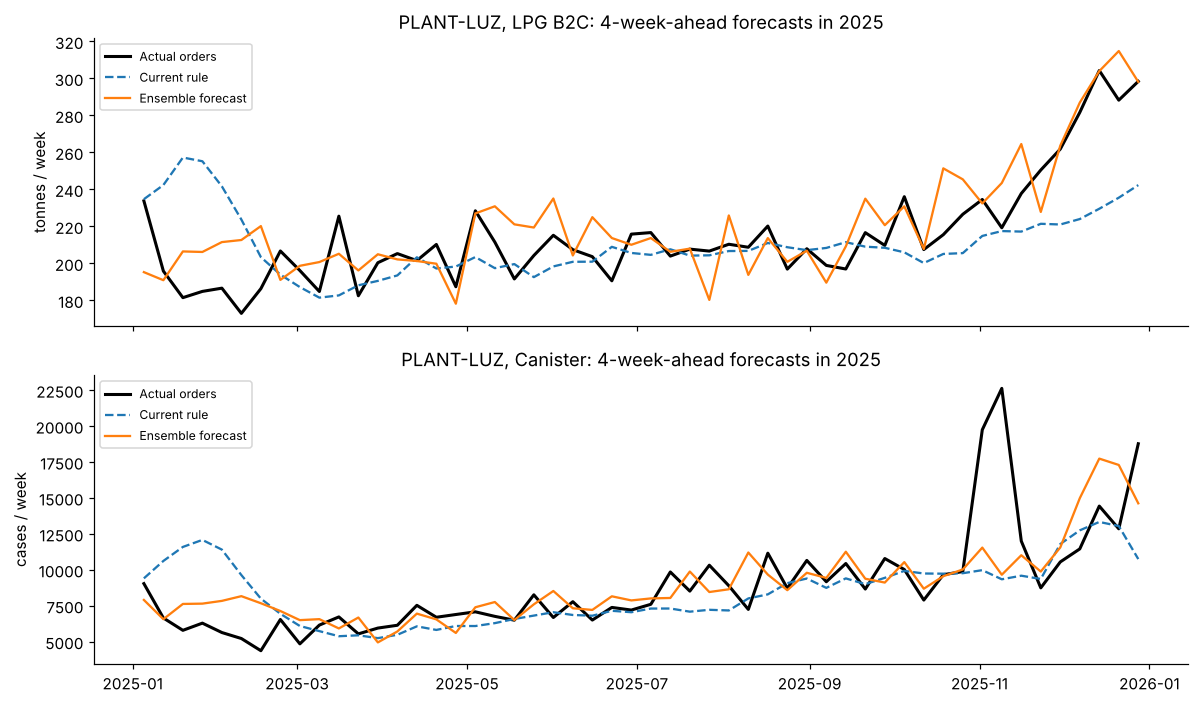 PLANT-LUZ, LPG B2C: 4-week-ahead forecasts in 2025
320
300
280
260
240
220
200
180
tonnes / week
Actual orders
Current rule
Ensemble forecast
PLANT-LUZ, Canister: 4-week-ahead forecasts in 2025
22500
20000
17500
15000
12500
10000
7500
5000
cases / week
Actual orders
Current rule
Ensemble forecast
2025-01
2025-03
2025-05
2025-07
2025-09
2025-11
2026-01